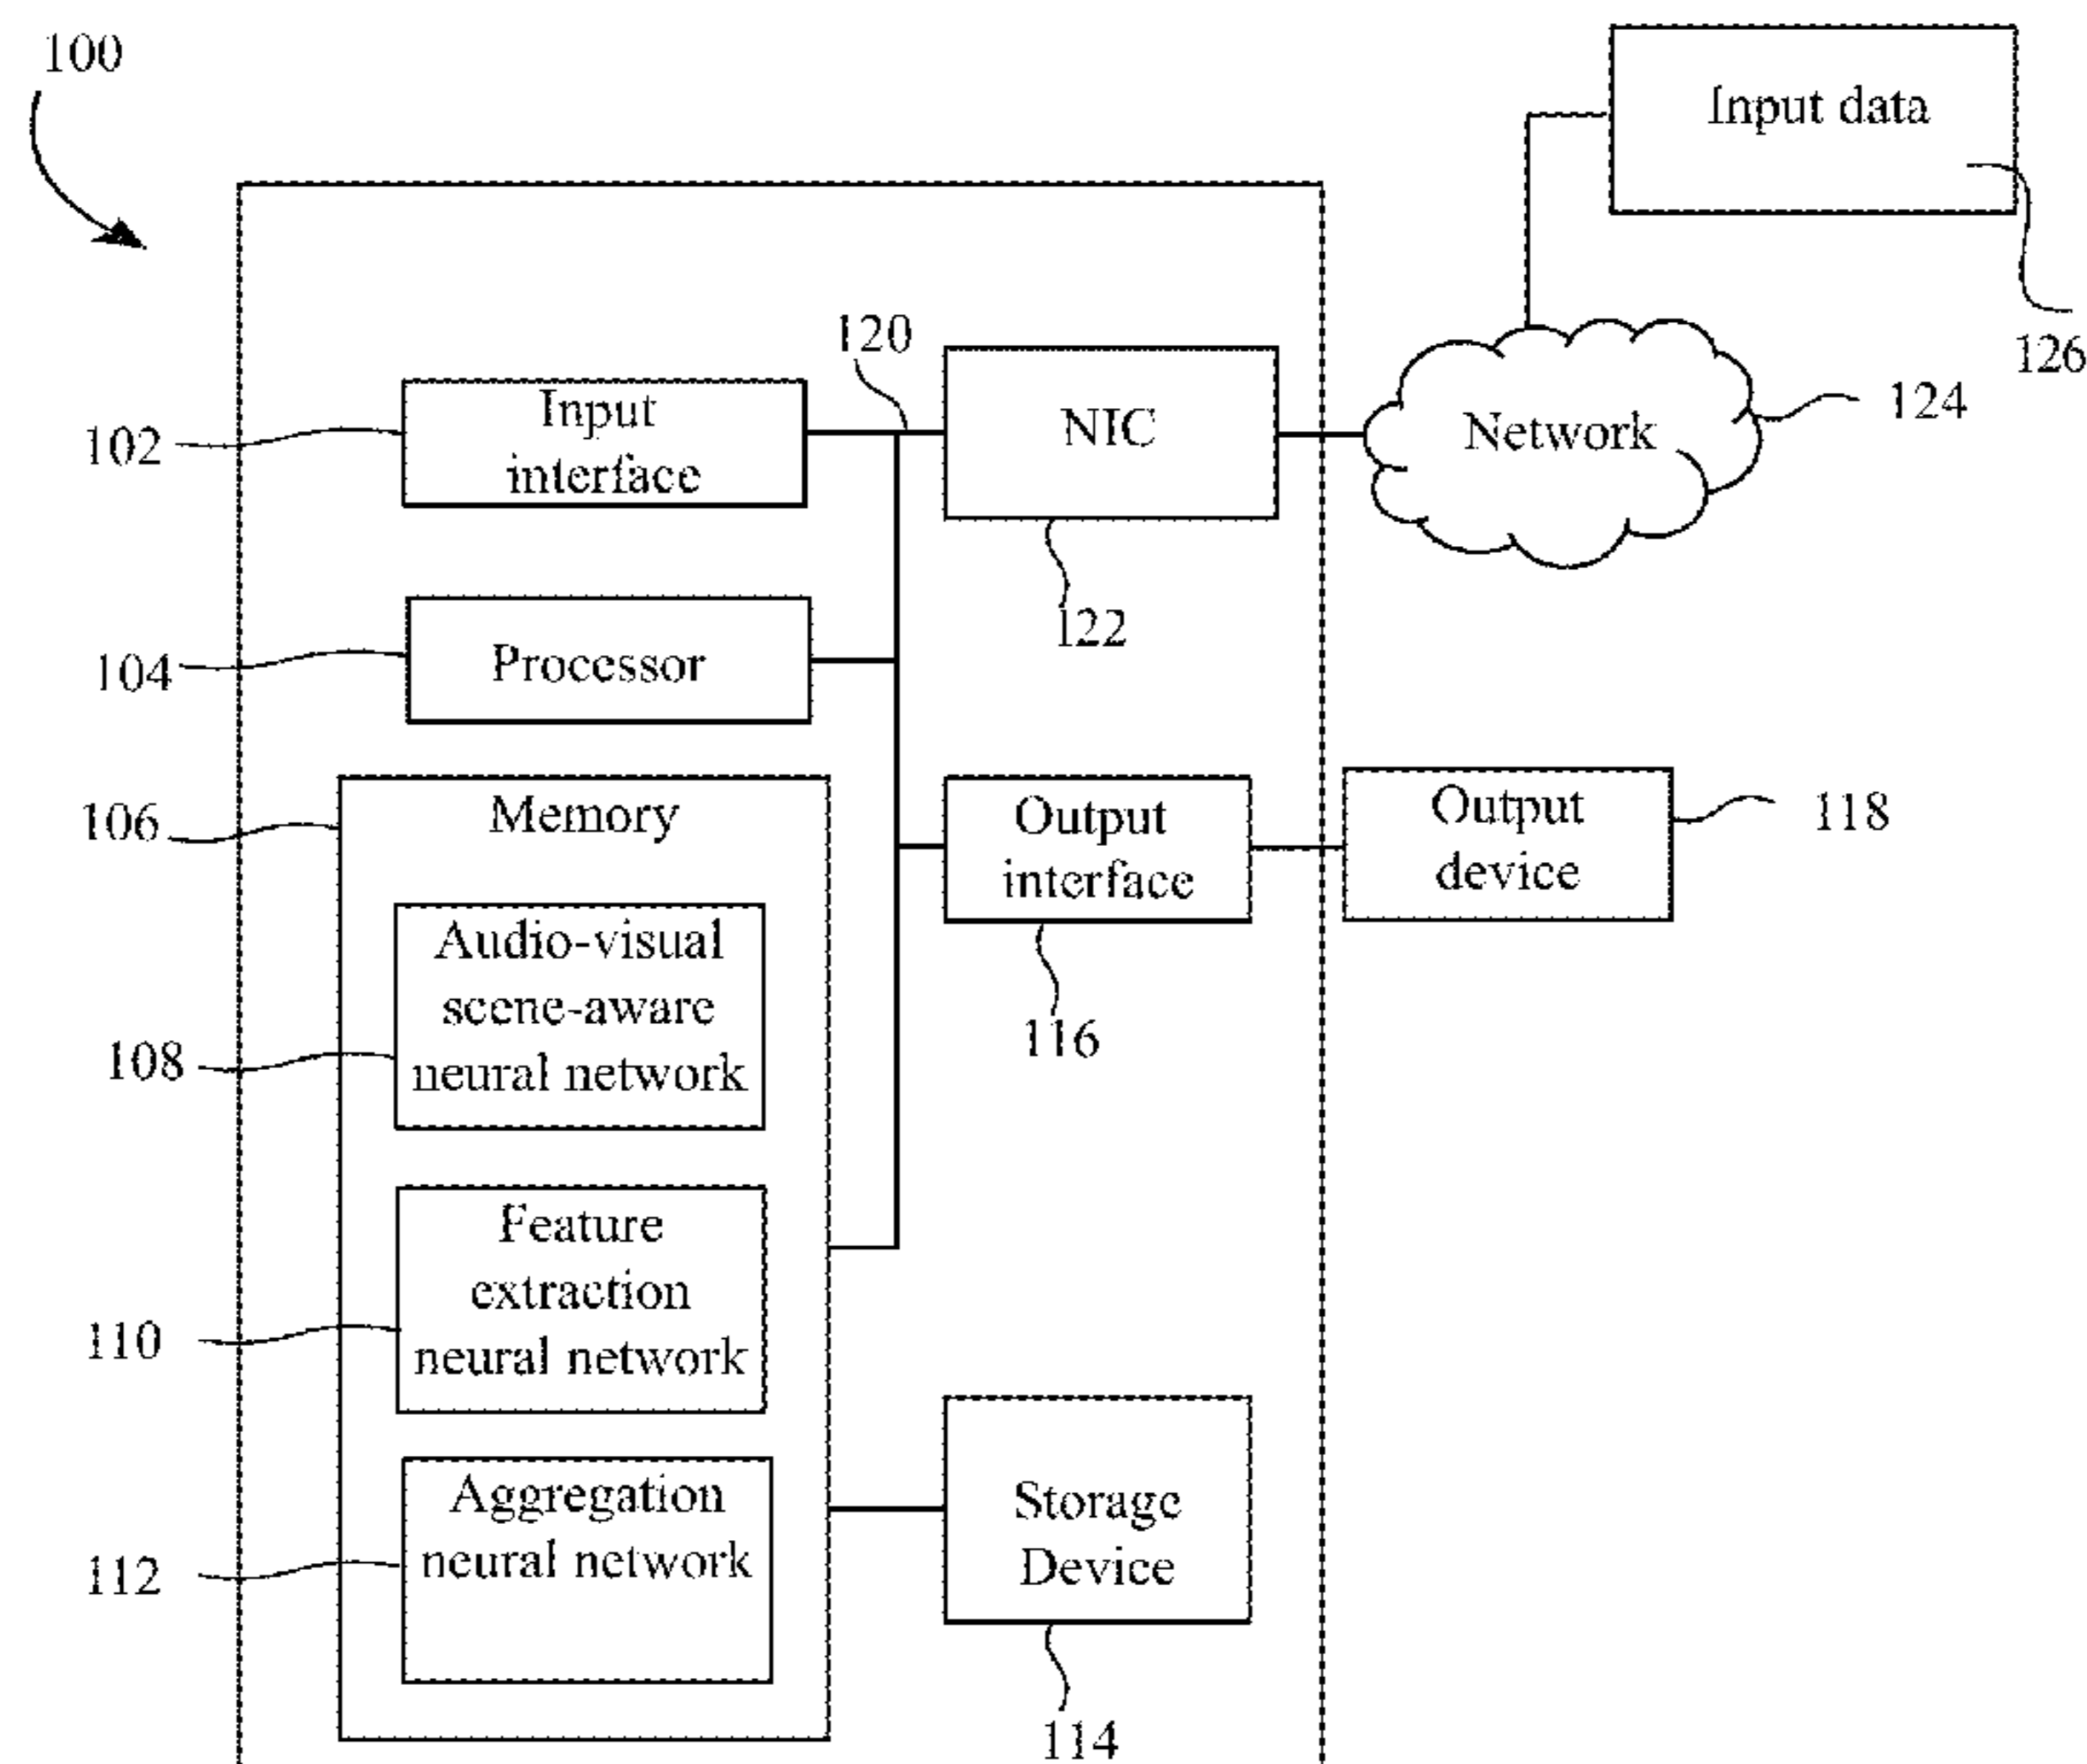 100
Input data
126
120
Input
interface
102
NIC
122
Network
124
Processor
104
Memory
106
Output
interface
116
Output
device
118
Audio-visual
scene-aware
neural network
108
Feature
extraction
neural network
110
Aggregation
neural network
112
Storage
Device
114